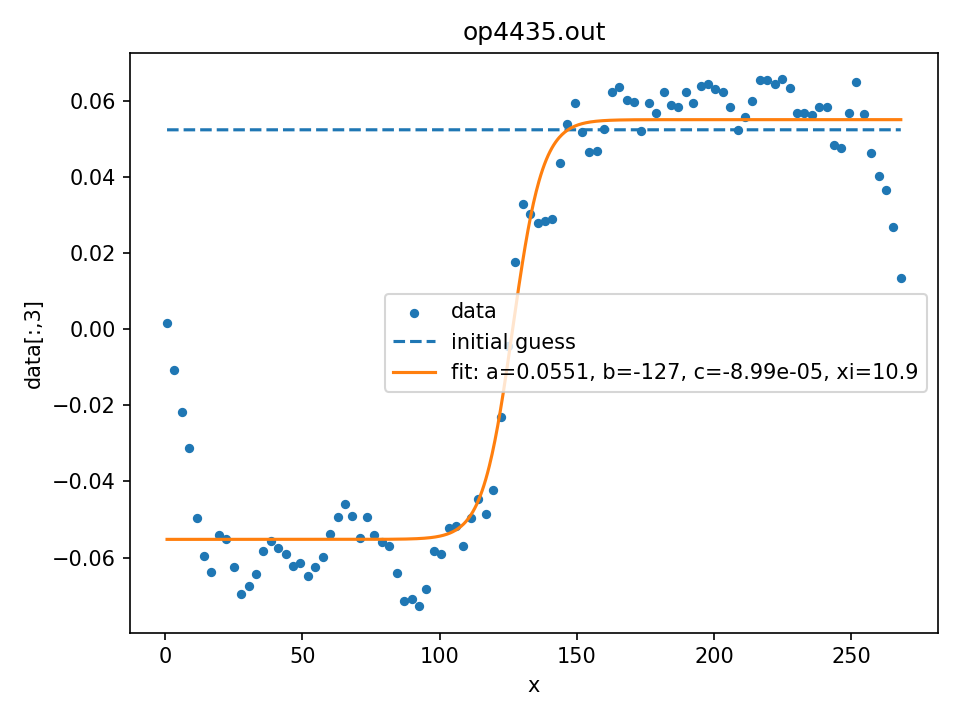 op4435.out
0.06
0.04
0.02
0.00
−0.02
−0.04
−0.06
data[:,3]
data
initial guess
fit: a=0.0551, b=-127, c=-8.99e-05, xi=10.9
0 50 100 150 200 250
x